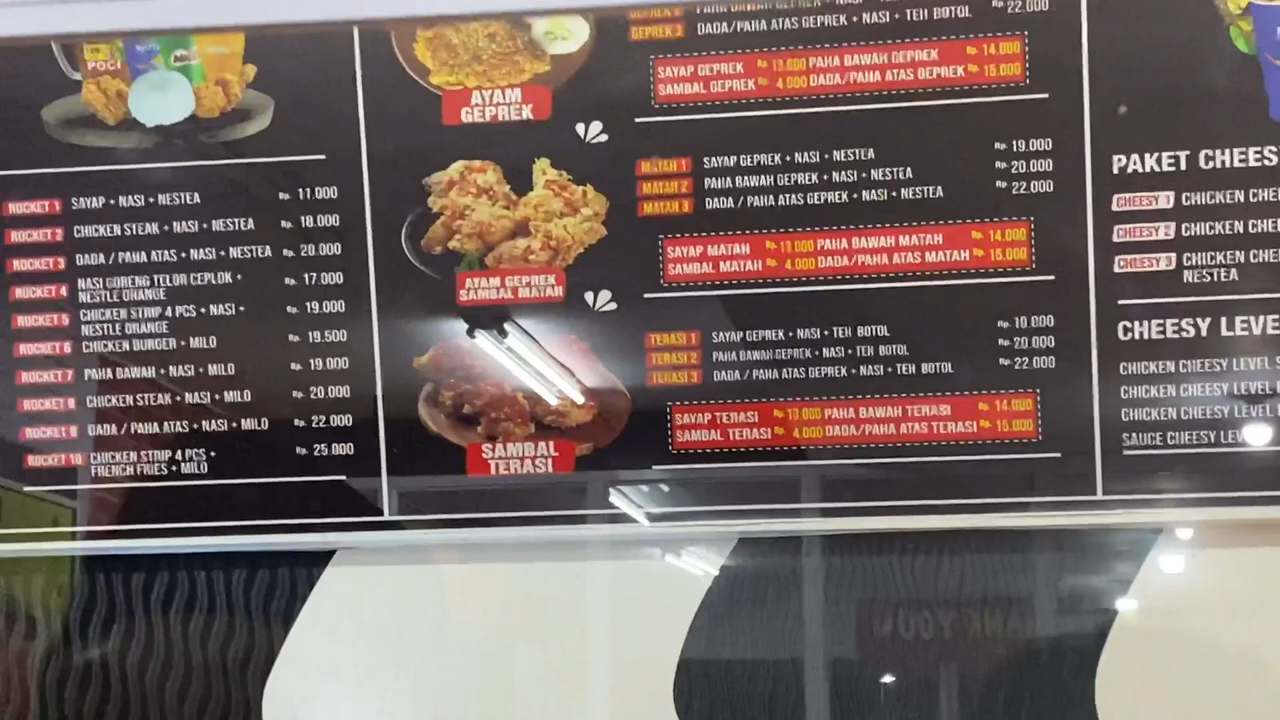 POCI
ROCKET 1 SAYAP + NASI + NESTEA Rp. 11.000
ROCKET 2 CHICKEN STEAK + NASI + NESTEA Rp. 18.000
ROCKET 3 DADA / PAHA ATAS + NASI + NESTEA Rp. 20.000
ROCKET 4 NASI GORENG TELOR CEPLOK + Rp. 17.000
NESTLE ORANGE
ROCKET 5 CHICKEN STRIP 4 PCS + NASI + Rp. 19.000
NESTLE ORANGE
ROCKET 6 CHICKEN BURGER + MILO Rp. 19.500
ROCKET 7 PAHA BAWAH + NASI + MILO Rp. 19.000
ROCKET 8 CHICKEN STEAK + NASI + MILO Rp. 20.000
ROCKET 9 DADA / PAHA ATAS + NASI + MILO Rp. 22.000
ROCKET 10 CHICKEN STRIP 4 PCS + Rp. 25.000
FRENCH FRIES + MILO
AYAM
GEPREK
AYAM GEPREK
SAMBAL MATAH
SAMBAL
TERASI
GEPREK 3 DADA/PAHA ATAS GEPREK + NASI + TEH BOTOL Rp. 22.000
SAYAP GEPREK Rp 13.000 PAHA BAWAH GEPREK Rp 14.000
SAMBAL GEPREK Rp 4.000 DADA/PAHA ATAS GEPREK Rp 15.000
MATAH 1 SAYAP GEPREK + NASI + NESTEA Rp. 19.000
MATAH 2 PAHA BAWAH GEPREK + NASI + NESTEA Rp. 20.000
MATAH 3 DADA / PAHA ATAS GEPREK + NASI + NESTEA Rp. 22.000
SAYAP MATAH Rp PAHA BAWAH MATAH Rp 14.000
SAMBAL MATAH Rp 4.000 DADA/PAHA ATAS MATAH Rp 15.000
TERASI 1 SAYAP GEPREK + NASI + TEH BOTOL Rp.
TERASI 2 PAHA BAWAH GEPREK + NASI + TEH BOTOL Rp. 20.000
TERASI 3 DADA / PAHA ATAS GEPREK + NASI + TEH BOTOL Rp. 22.000
SAYAP TERASI Rp 13.000 PAHA BAWAH TERASI Rp 14.000
SAMBAL TERASI Rp 4.000 DADA/PAHA ATAS TERASI Rp 15.000
PAKET CHEES
CHEESY 1 CHICKEN CHE
CHEESY 2 CHICKEN CHE
CHEESY 3 CHICKEN CHE
NESTEA
CHEESY LEVE
CHICKEN CHEESY LEVEL
CHICKEN CHEESY LEVEL
CHICKEN CHEESY LEVEL
SAUCE CHEESY LEV